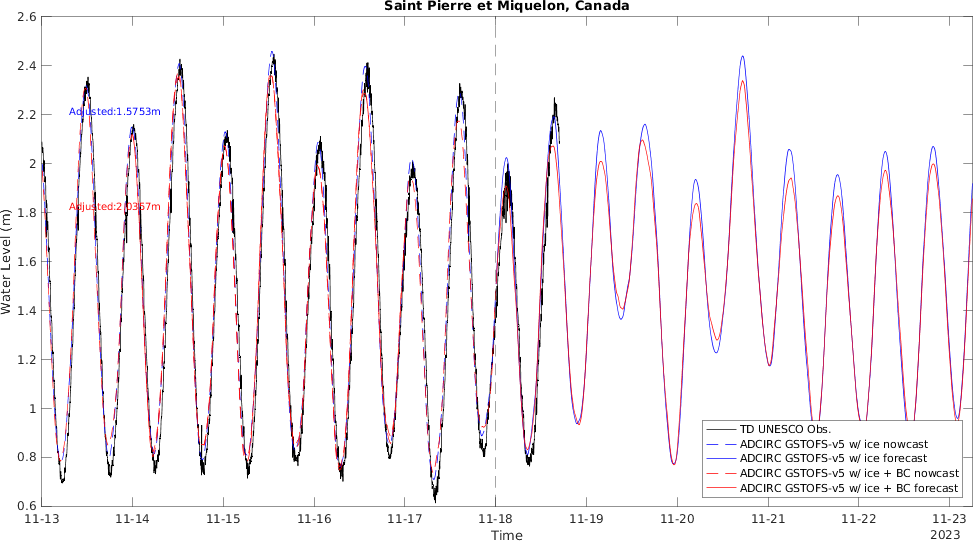 Saint Pierre et Miquelon, Canada
2.6
2.4
2.2
2
1.8
1.6
1.4
1.2
1
0.8
0.6
Water Level (m)
Adjusted:1.5753m
Adjusted:2.0357m
TD UNESCO Obs.
ADCIRC GSTOFS-v5 w/ ice nowcast
ADCIRC GSTOFS-v5 w/ ice forecast
ADCIRC GSTOFS-v5 w/ ice + BC nowcast
ADCIRC GSTOFS-v5 w/ ice + BC forecast
11-13 11-14 11-15 11-16 11-17 11-18 11-19 11-20 11-21 11-22 11-23
Time
2023